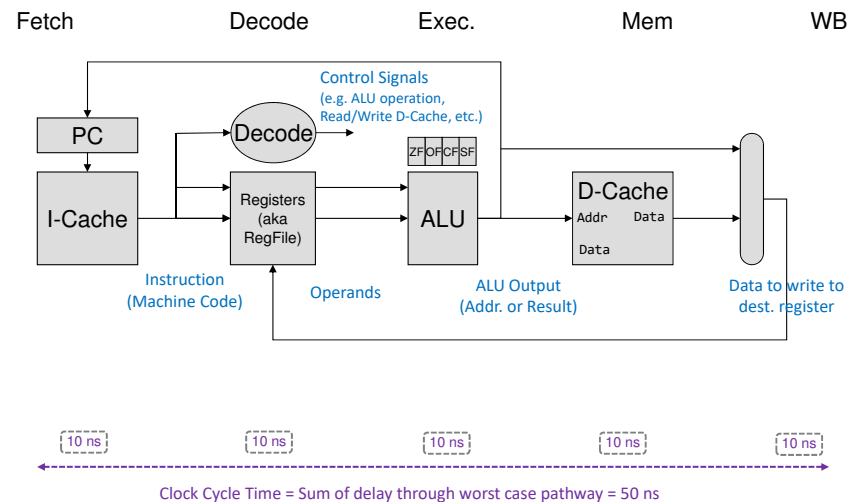 Fetch
Decode
Exec.
Mem
WB
Control Signals
(e.g. ALU operation,
Read/Write D-Cache, etc.)
PC
Decode
ZF
OF
CF
SF
I-Cache
Registers
(aka
RegFile)
ALU
D-Cache
Addr
Data
Data
Instruction
(Machine Code)
Operands
ALU Output
(Addr. or Result)
Data to write to
dest. register
10 ns
10 ns
10 ns
10 ns
10 ns
Clock Cycle Time = Sum of delay through worst case pathway = 50 ns